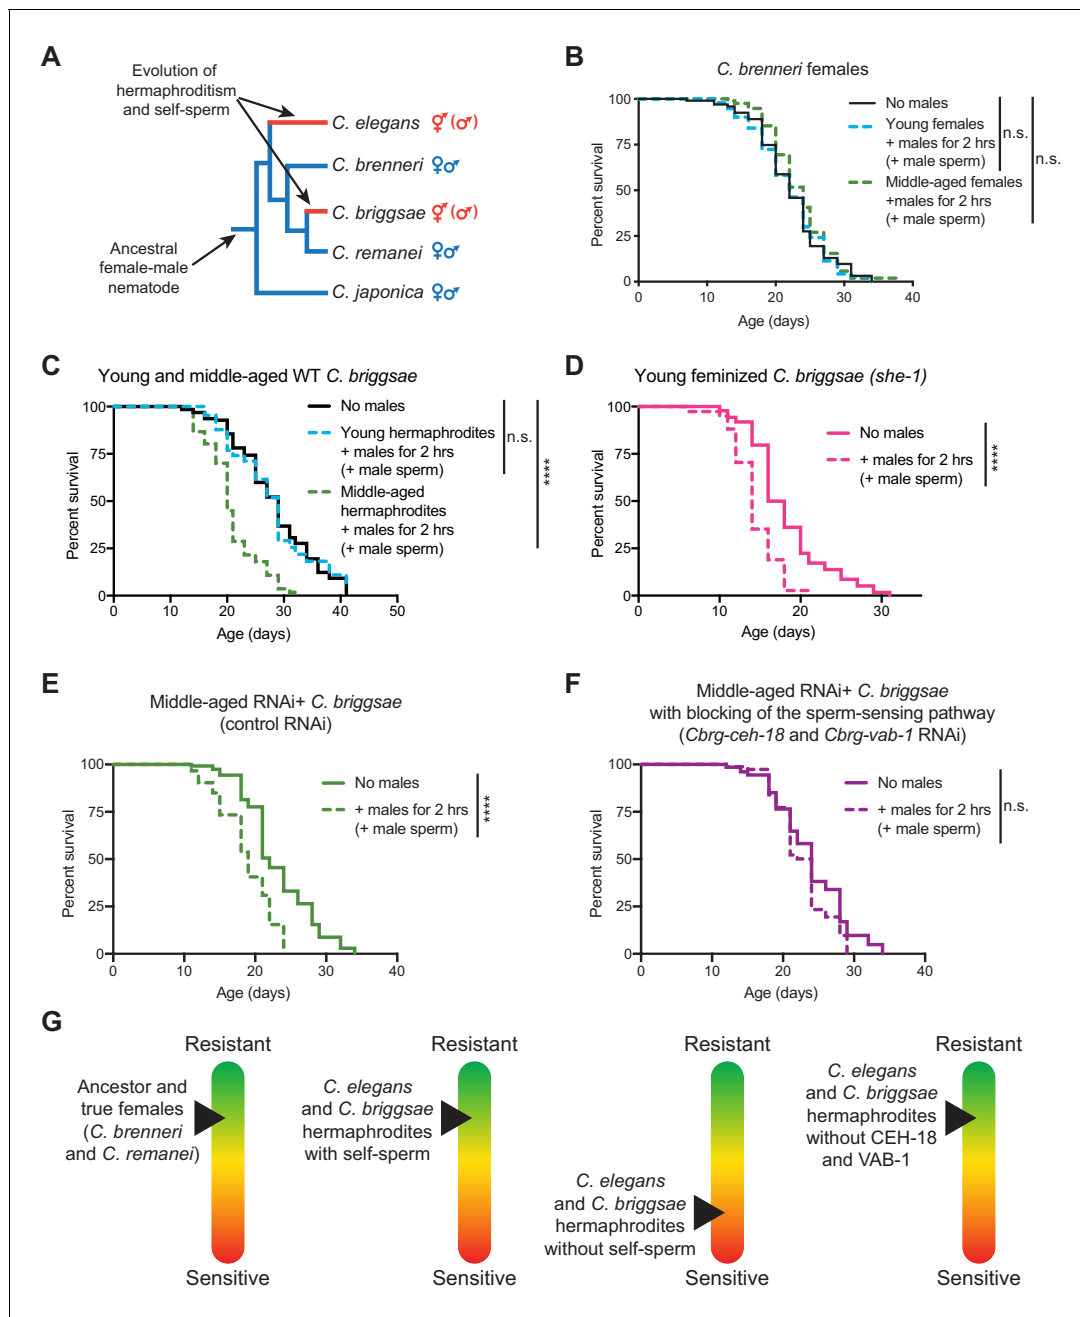 A
Evolution of
hermaphroditism
and self-sperm
C. elegans ⚥ (♂)
C. brenneri ♀♂
C. briggsae ⚥ (♂)
C. remanei ♀♂
C. japonica ♀♂
Ancestral
female-male
nematode
B
C. brenneri females
Percent survival
100
75
50
25
0
0 10 20 30 40
Age (days)
No males
Young females
+ males for 2 hrs
(+ male sperm)
Middle-aged females
+males for 2 hrs
(+ male sperm)
n.s.
n.s.
C
Young and middle-aged WT C. briggsae
Percent survival
100
75
50
25
0
0 10 20 30 40 50
Age (days)
No males
Young hermaphrodites
+ males for 2 hrs
(+ male sperm)
Middle-aged
hermaphrodites
+ males for 2 hrs
(+ male sperm)
n.s.
****
D
Young feminized C. briggsae (she-1)
Percent survival
100
75
50
25
0
0 10 20 30
Age (days)
No males
+ males for 2 hrs
(+ male sperm)
****
E
Middle-aged RNAi+ C. briggsae
(control RNAi)
Percent survival
100
75
50
25
0
0 10 20 30 40
Age (days)
No males
+ males for 2 hrs
(+ male sperm)
****
F
Middle-aged RNAi+ C. briggsae
with blocking of the sperm-sensing pathway
(Cbrg-ceh-18 and Cbrg-vab-1 RNAi)
Percent survival
100
75
50
25
0
0 10 20 30 40
Age (days)
No males
+ males for 2 hrs
(+ male sperm)
n.s.
G
Resistant
Ancestor and
true females
(C. brenneri
and C. remanei)
Sensitive
Resistant
C. elegans
and C. briggsae
hermaphrodites
with self-sperm
Sensitive
Resistant
C. elegans
and C. briggsae
hermaphrodites
without self-sperm
Sensitive
Resistant
C. elegans
and C. briggsae
hermaphrodites
without CEH-18
and VAB-1
Sensitive